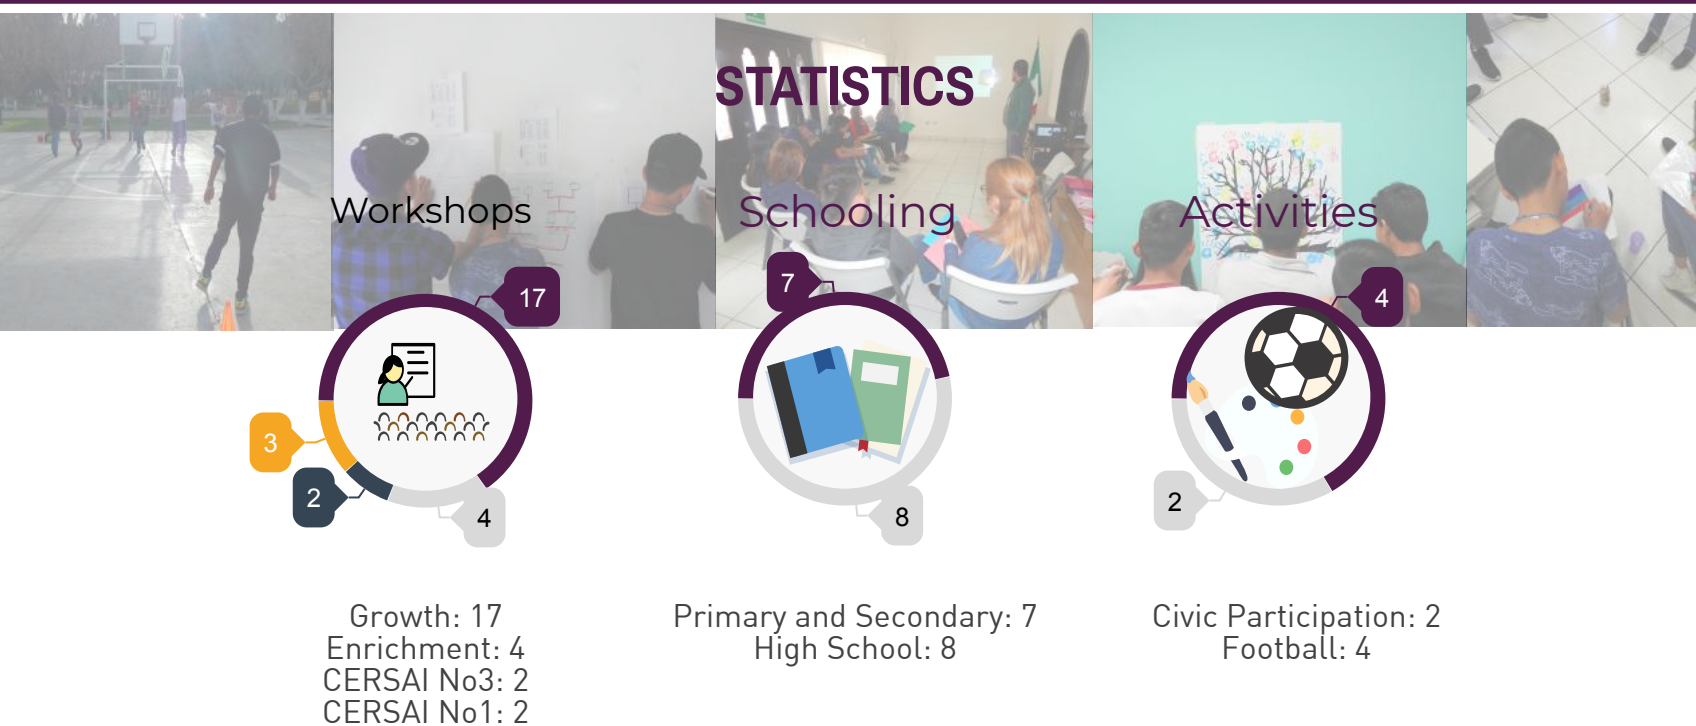 STATISTICS
Workshops
Schooling
Activities
17
7
4
3
2
4
8
2
Growth: 17
Enrichment: 4
CERSAI No3: 2
CERSAI No1: 2
Primary and Secondary: 7
High School: 8
Civic Participation: 2
Football: 4